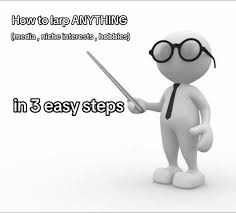 How to larp ANYTHING
(media , niche interests , hobbies)
in 3 easy steps